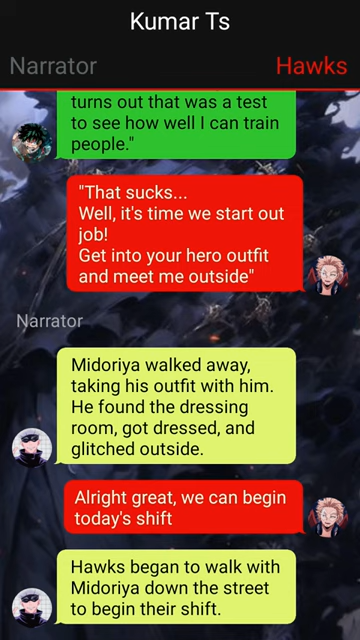 Kumar Ts
Narrator
Hawks
turns out that was a test
to see how well I can train
people."
"That sucks...
Well, it's time we start out
job!
Get into your hero outfit
and meet me outside"
Narrator
Midoriya walked away,
taking his outfit with him.
He found the dressing
room, got dressed, and
glitched outside.
Alright great, we can begin
today's shift
Hawks began to walk with
Midoriya down the street
to begin their shift.